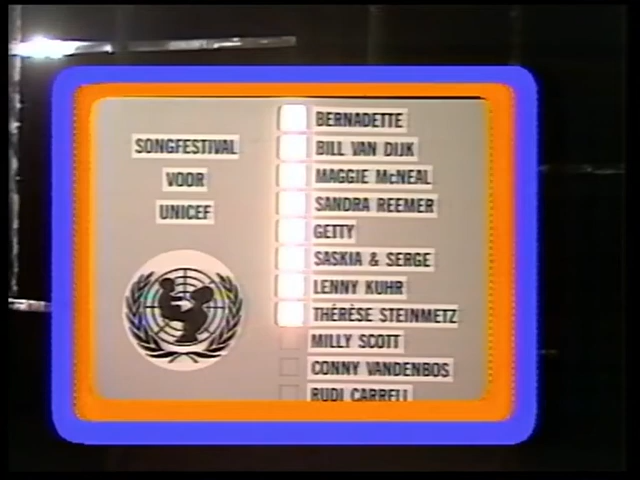 SONGFESTIVAL
VOOR
UNICEF
BERNADETTE
BILL VAN DIJK
MAGGIE McNEAL
SANDRA REEMER
GETTY
SASKIA & SERGE
LENNY KUHR
THÉRÈSE STEINMETZ
MILLY SCOTT
CONNY VANDENBOS
RUDI CARRELL